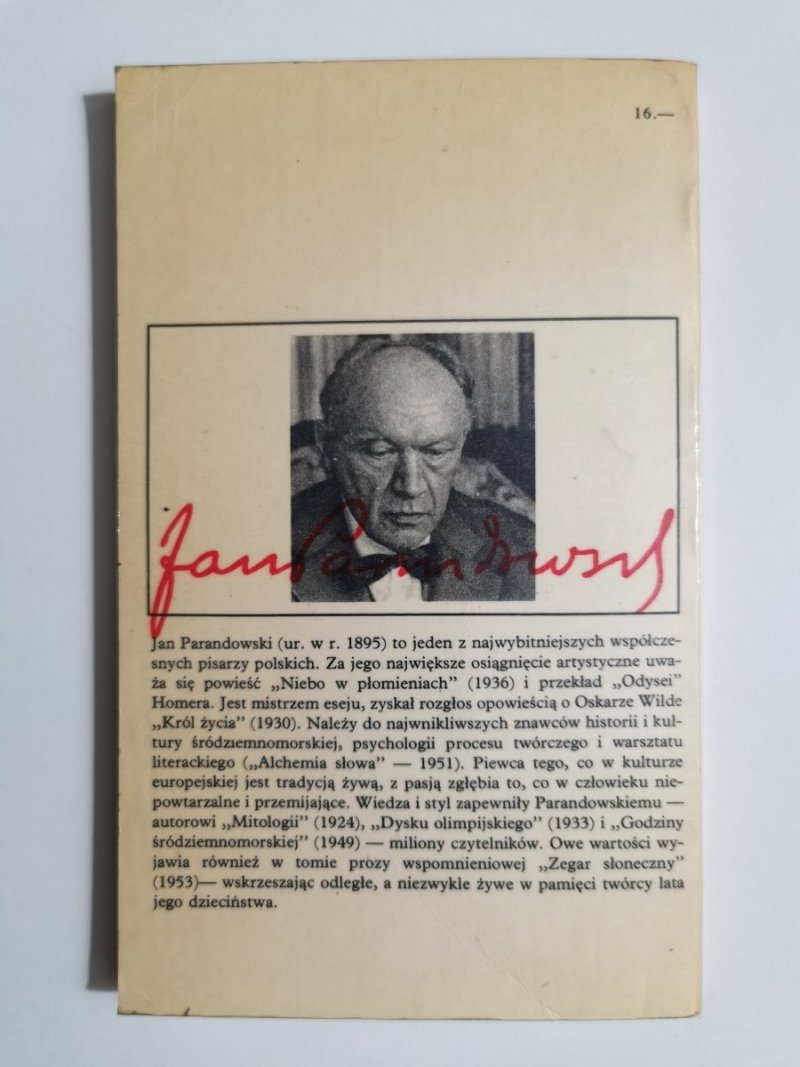 16.—
Jan Parandowski
Jan Parandowski (ur. w r. 1895) to jeden z najwybitniejszych współcze-
snych pisarzy polskich. Za jego największe osiągnięcie artystyczne uwa-
ża się powieść „Niebo w płomieniach” (1936) i przekład „Odysei”
Homera. Jest mistrzem eseju, zyskał rozgłos opowieścią o Oskarze Wilde
„Król życia” (1930). Należy do najwnikliwszych znawców historii i kul-
tury śródziemnomorskiej, psychologii procesu twórczego i warsztatu
literackiego („Alchemia słowa” — 1951). Piewca tego, co w kulturze
europejskiej jest tradycją żywą, z pasją zgłębia to, co w człowieku nie-
powtarzalne i przemijające. Wiedza i styl zapewniły Parandowskiemu —
autorowi „Mitologii” (1924), „Dysku olimpijskiego” (1933) i „Godziny
śródziemnomorskiej” (1949) — miliony czytelników. Owe wartości wy-
jawia również w tomie prozy wspomnieniowej „Zegar słoneczny”
(1953)— wskrzeszając odległe, a niezwykle żywe w pamięci twórcy lata
jego dzieciństwa.